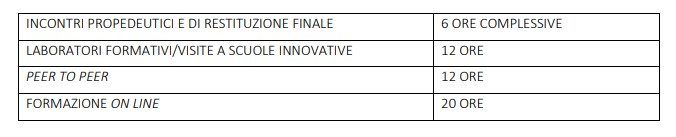 INCONTRI PROPEDEUTICI E DI RESTITUZIONE FINALE 6 ORE COMPLESSIVE
LABORATORI FORMATIVI/VISITE A SCUOLE INNOVATIVE 12 ORE
PEER TO PEER 12 ORE
FORMAZIONE ON LINE 20 ORE